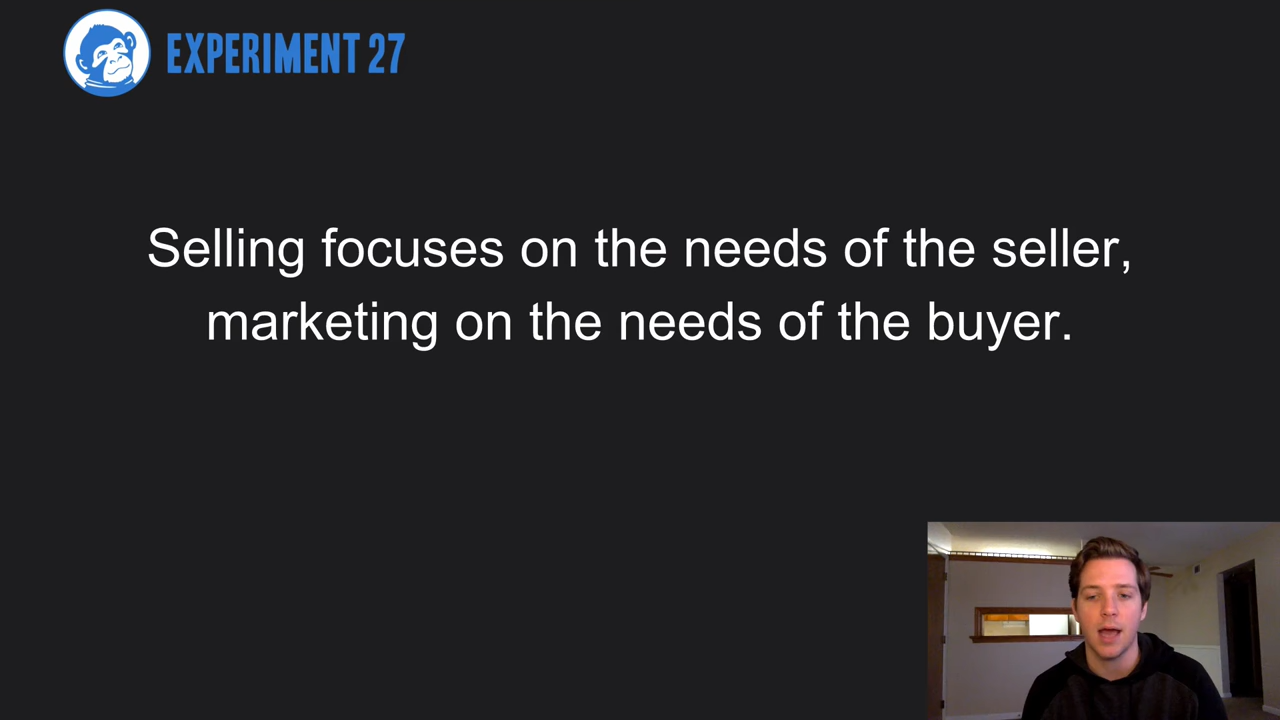 EXPERIMENT 27
Selling focuses on the needs of the seller,
marketing on the needs of the buyer.